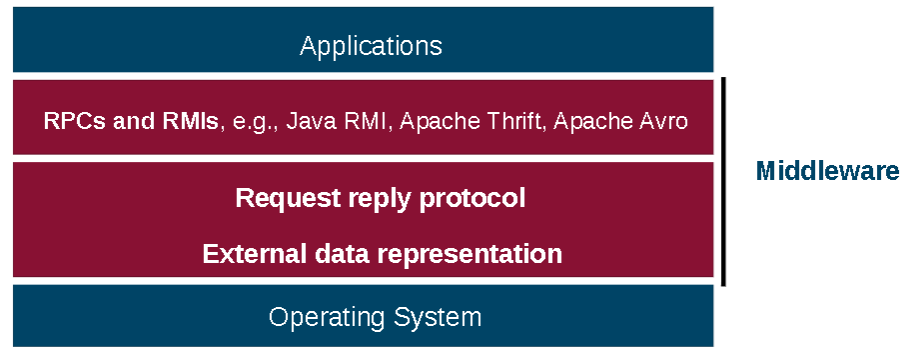 Applications
RPCs and RMIs, e.g., Java RMI, Apache Thrift, Apache Avro
Middleware
Request reply protocol
External data representation
Operating System